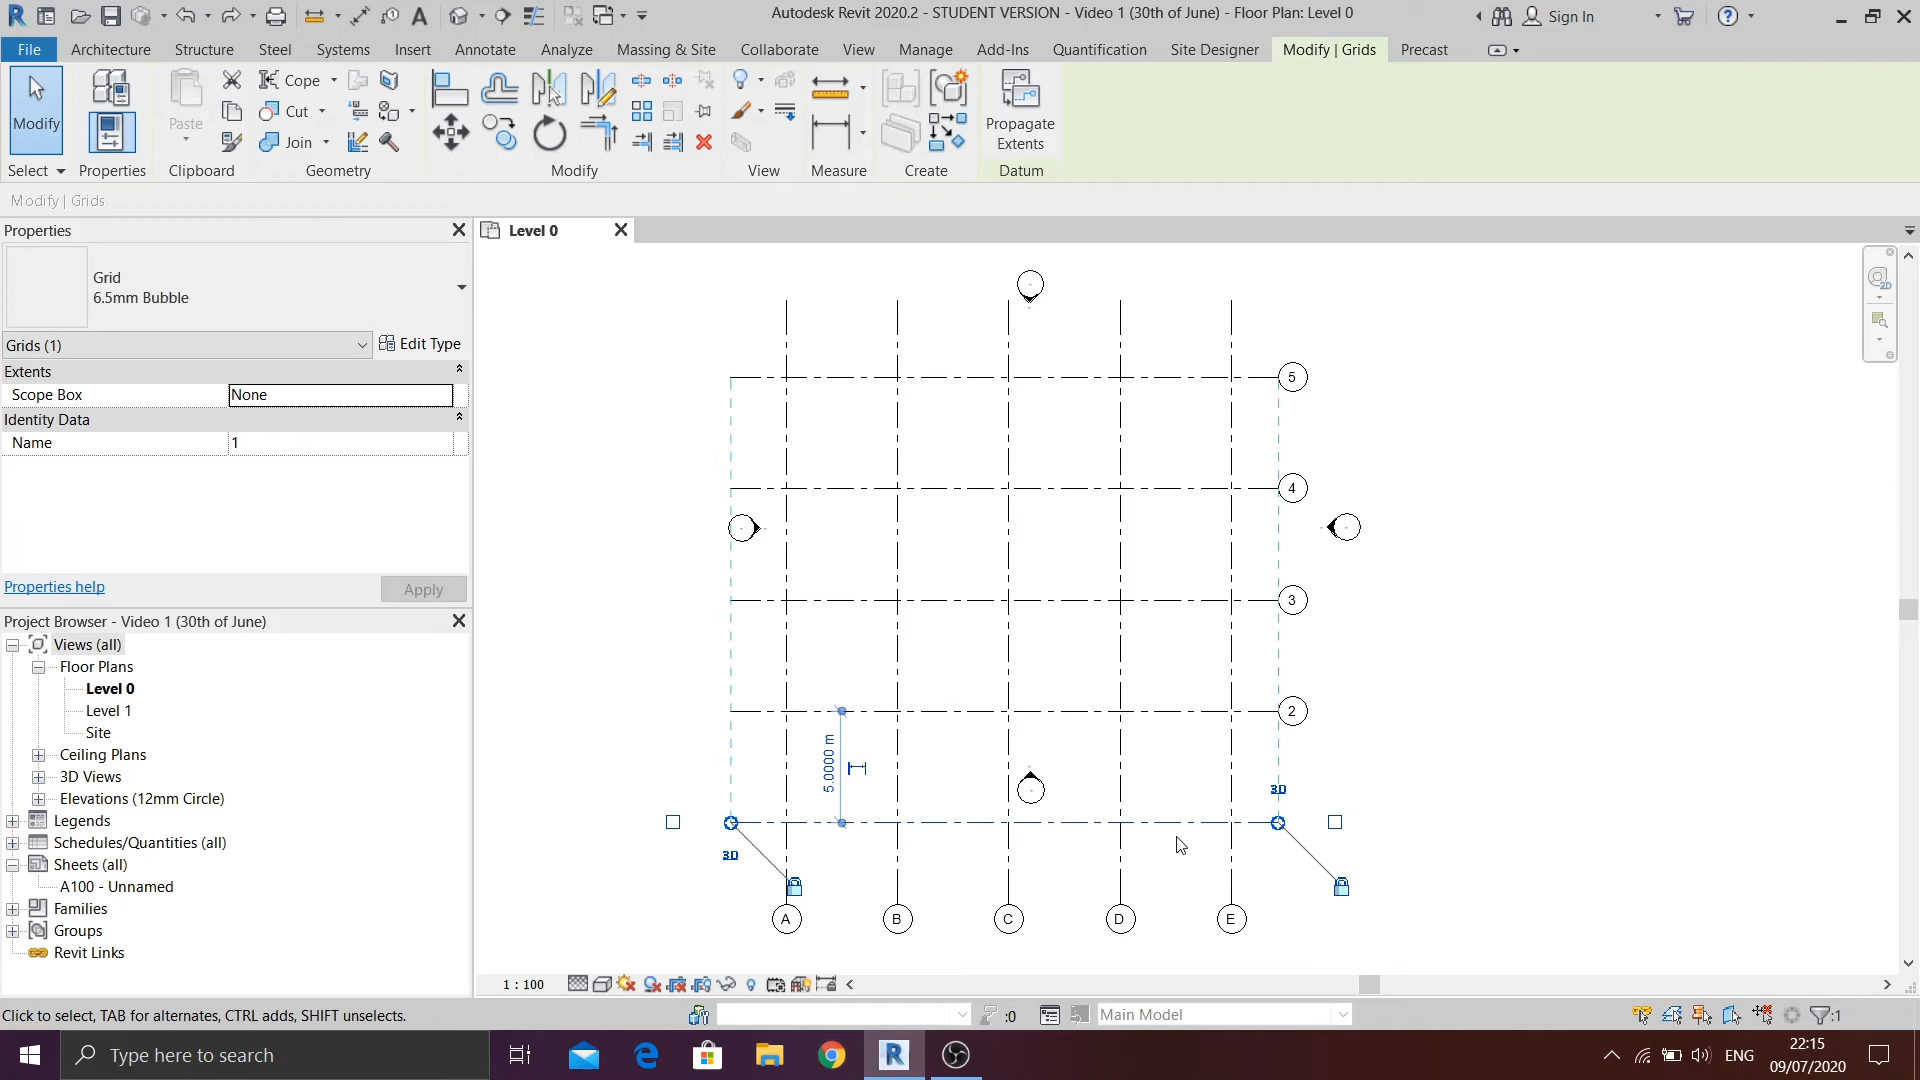 Autodesk Revit 2020.2 - STUDENT VERSION - Video 1 (30th of June) - Floor Plan: Level 0
Sign In
File Architecture Structure Steel Systems Insert Annotate Analyze Massing & Site Collaborate View Manage Add-Ins Quantification Site Designer Modify | Grids Precast
Modify
Paste
Cope
Cut
Join
Propagate
Extents
Select Properties Clipboard Geometry Modify View Measure Create Datum
Modify | Grids
Properties
Level 0
Grid
6.5mm Bubble
Grids (1)
Edit Type
Extents
Scope Box None
Identity Data
Name 1
Properties help
Apply
Project Browser - Video 1 (30th of June)
Views (all)
Floor Plans
Level 0
Level 1
Site
Ceiling Plans
3D Views
Elevations (12mm Circle)
Legends
Schedules/Quantities (all)
Sheets (all)
A100 - Unnamed
Families
Groups
Revit Links
2D
5
4
3
2
5.0000 m
3D
3D
A B C D E
1 : 100
Click to select, TAB for alternates, CTRL adds, SHIFT unselects.
:0
Main Model
:1
Type here to search
ENG
22:15
09/07/2020